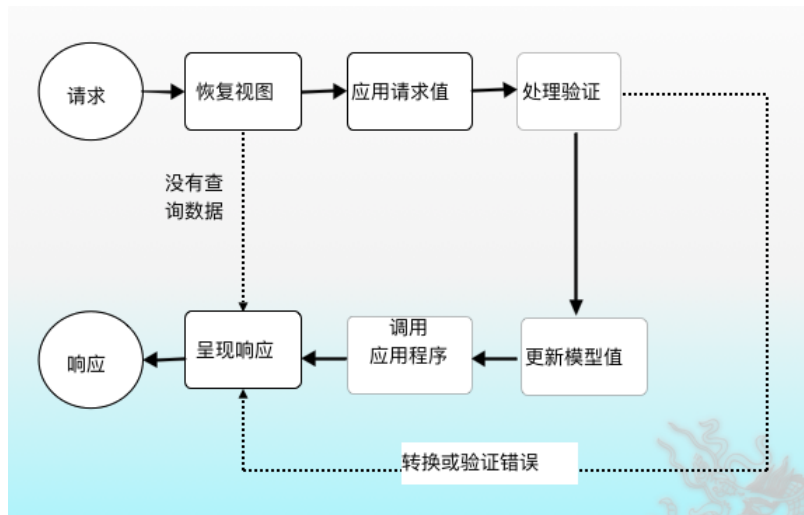 请求
恢复视图
应用请求值
处理验证
没有查
询数据
响应
呈现响应
调用
应用程序
更新模型值
转换或验证错误